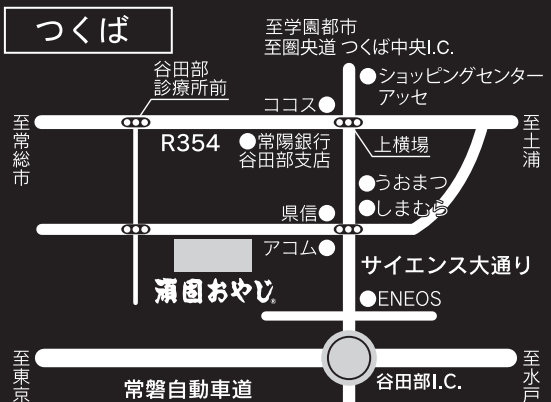 つくば
至学園都市
至圏央道 つくば中央I.C.
谷田部
診療所前
ショッピングセンター
アッセ
ココス
至常総市
R354
常陽銀行
谷田部支店
上横場
至土浦
うおまつ
しまむら
県信
アコム
サイエンス大通り
頑固おやじ
ENEOS
至東京
常磐自動車道
谷田部I.C.
至水戸